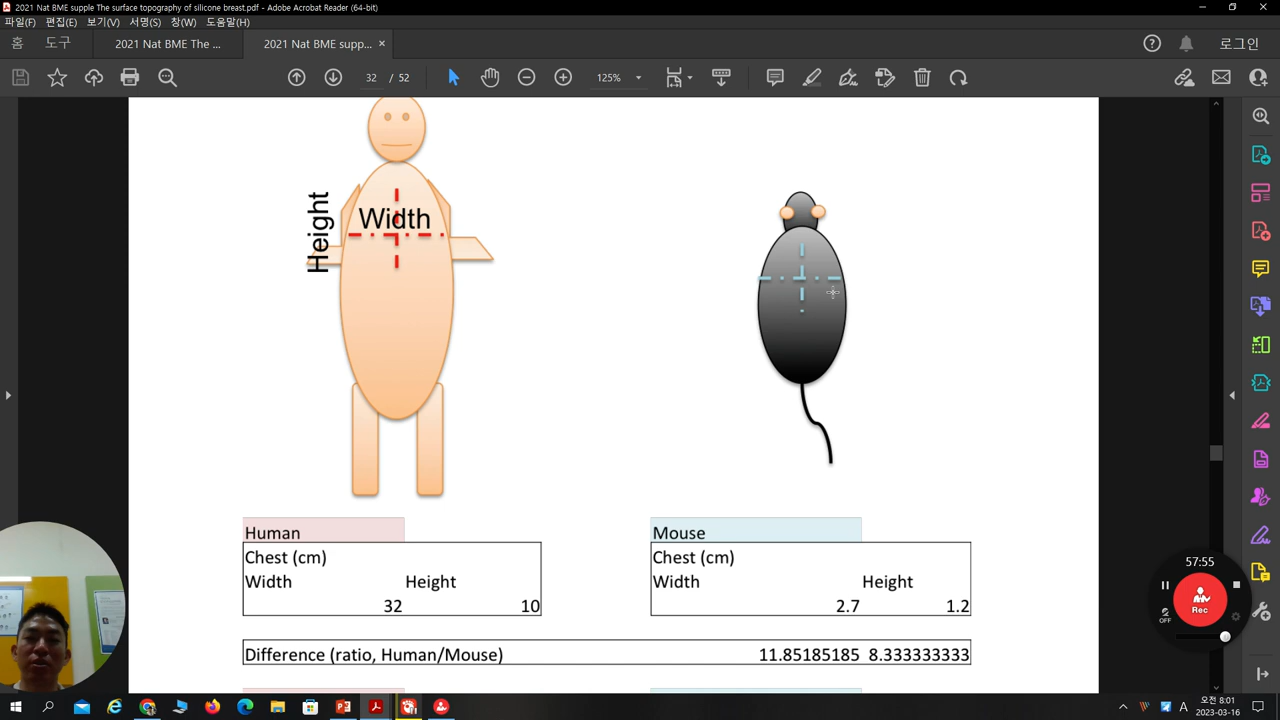 2021 Nat BME supple The surface topography of silicone breast.pdf - Adobe Acrobat Reader (64-bit)
파일(F) 편집(E) 보기(V) 서명(S) 창(W) 도움말(H)
홈 도구 2021 Nat BME The ... 2021 Nat BME supp... × 로그인
32 / 52 125%
Height
Width
Human
Chest (cm)
Width Height
32 10
Mouse
Chest (cm)
Width Height
2.7 1.2
Difference (ratio, Human/Mouse) 11.85185185 8.333333333
57:55
Rec
OFF
A 오전 8:01
2023-03-16